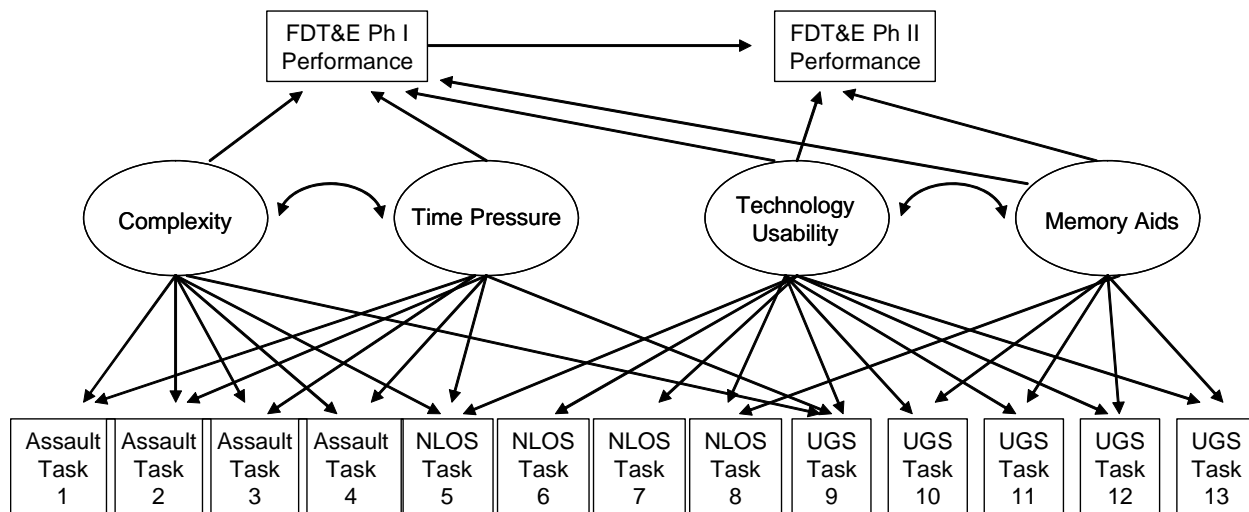 FDT&E Ph I
Performance
FDT&E Ph II
Performance
Complexity
Time Pressure
Technology
Usability
Memory Aids
Assault
Task
1
Assault
Task
2
Assault
Task
3
Assault
Task
4
NLOS
Task
5
NLOS
Task
6
NLOS
Task
7
NLOS
Task
8
UGS
Task
9
UGS
Task
10
UGS
Task
11
UGS
Task
12
UGS
Task
13